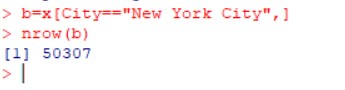 > b=x[City=="New York City",]
> nrow(b)
[1] 50307
>